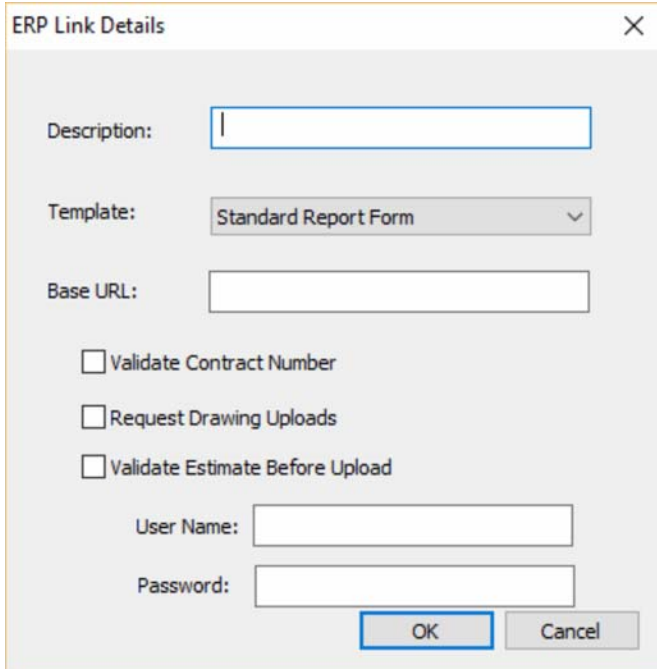 ERP Link Details
Description:
Template: Standard Report Form
Base URL:
Validate Contract Number
Request Drawing Uploads
Validate Estimate Before Upload
User Name:
Password:
OK Cancel